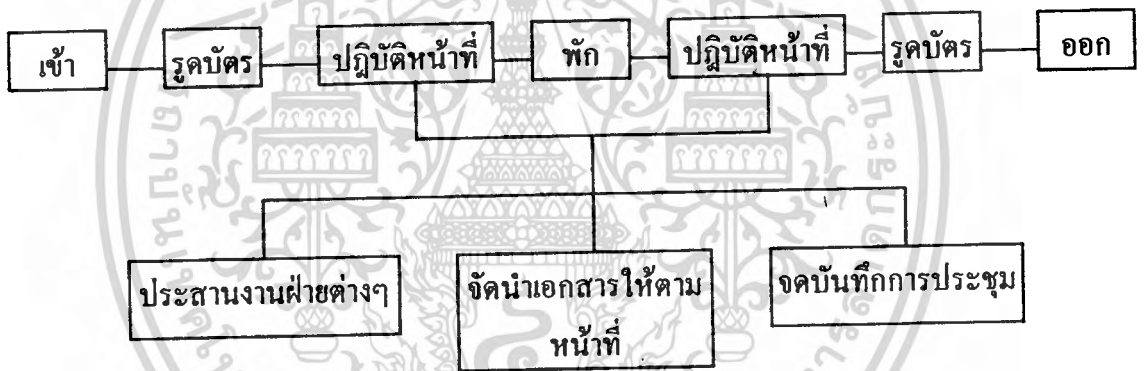 เข้า
รูดบัตร
ปฏิบัติหน้าที่
พัก
ปฏิบัติหน้าที่
รูดบัตร
ออก
ประสานงานฝ่ายต่างๆ
จัดนำเอกสารให้ตาม
หน้าที่
จดบันทึกการประชุม